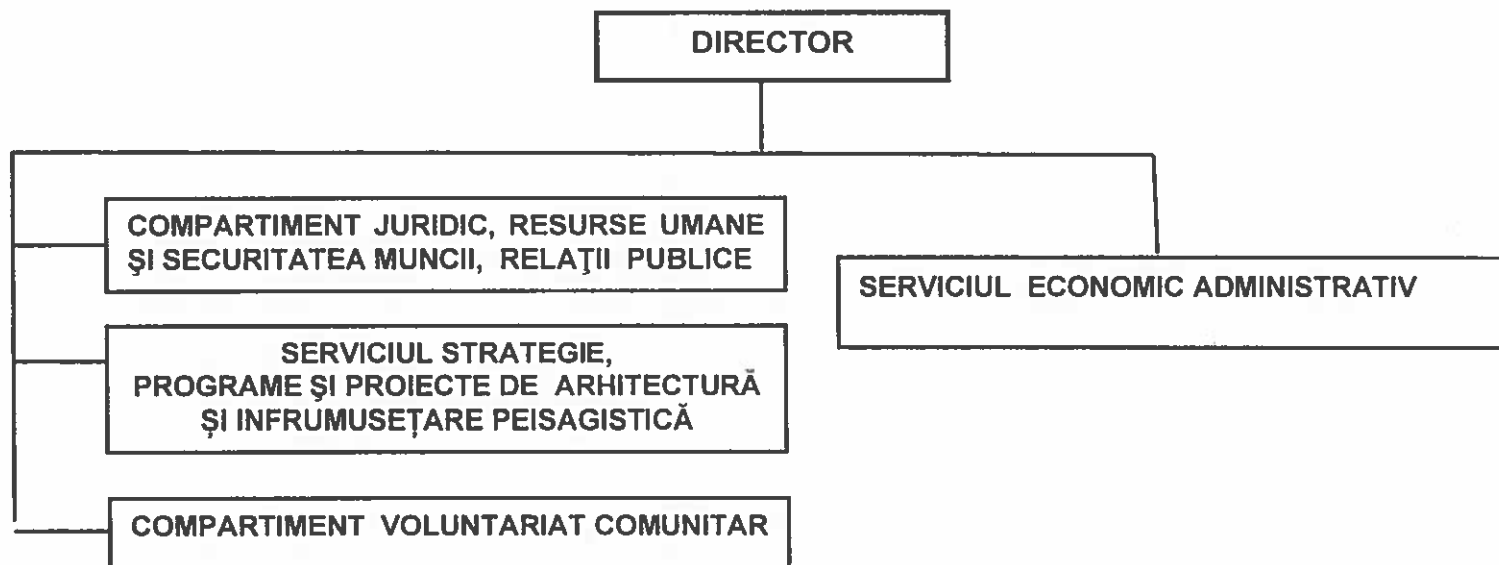 DIRECTOR
COMPARTIMENT JURIDIC, RESURSE UMANE
ŞI SECURITATEA MUNCII, RELAŢII PUBLICE
SERVICIUL ECONOMIC ADMINISTRATIV
SERVICIUL STRATEGIE,
PROGRAME ŞI PROIECTE DE ARHITECTURĂ
ȘI INFRUMUSEȚARE PEISAGISTICĂ
COMPARTIMENT VOLUNTARIAT COMUNITAR